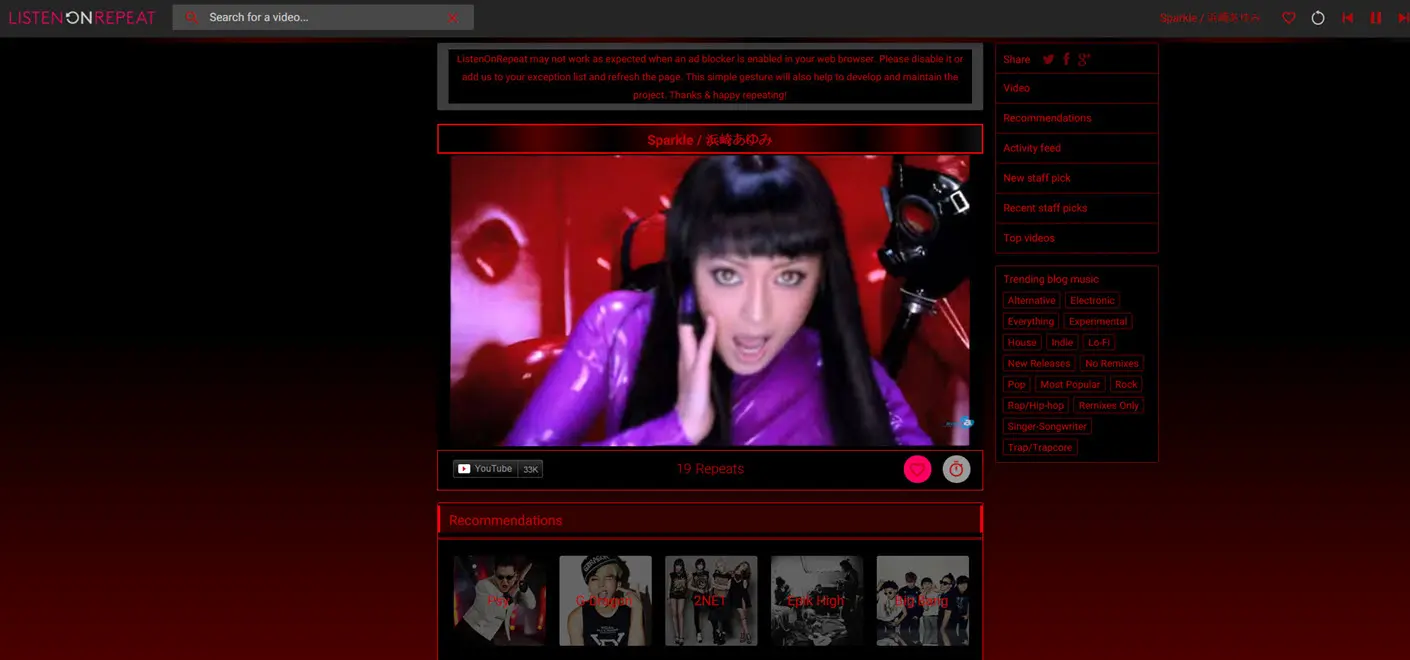 LISTENONREPEAT
Search for a video...
Sparkle / 浜崎あゆみ
ListenOnRepeat may not work as expected when an ad blocker is enabled in your web browser. Please disable it or
add us to your exception list and refresh the page. This simple gesture will also help to develop and maintain the
project. Thanks & happy repeating!
Sparkle / 浜崎あゆみ
YouTube 33K
19 Repeats
Recommendations
Psy
G-Dragon
2NE1
Epik High
Big Bang
Share
Video
Recommendations
Activity feed
New staff pick
Recent staff picks
Top videos
Trending blog music
Alternative Electronic
Everything Experimental
House Indie Lo-Fi
New Releases No Remixes
Pop Most Popular Rock
Rap/Hip-hop Remixes Only
Singer-Songwriter
Trap/Trapcore